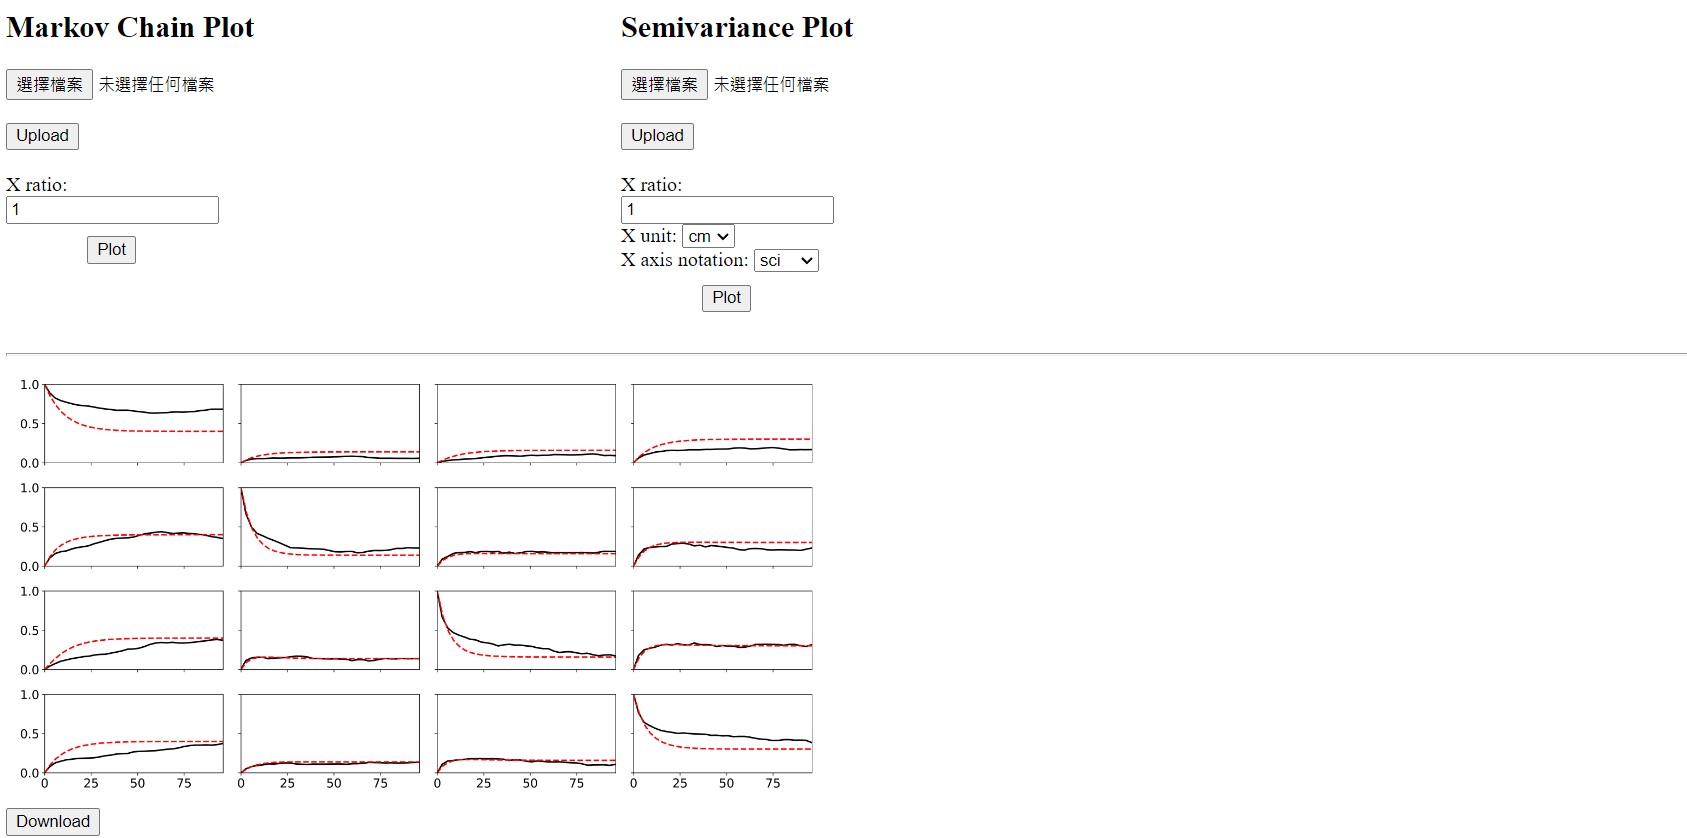 Markov Chain Plot
選擇檔案 未選擇任何檔案
Upload
X ratio:
1
Plot
Semivariance Plot
選擇檔案 未選擇任何檔案
Upload
X ratio:
1
X unit: cm
X axis notation: sci
Plot
1.0
0.5
0.0
1.0
0.5
0.0
1.0
0.5
0.0
1.0
0.5
0.0
0 25 50 75 0 25 50 75 0 25 50 75 0 25 50 75
Download